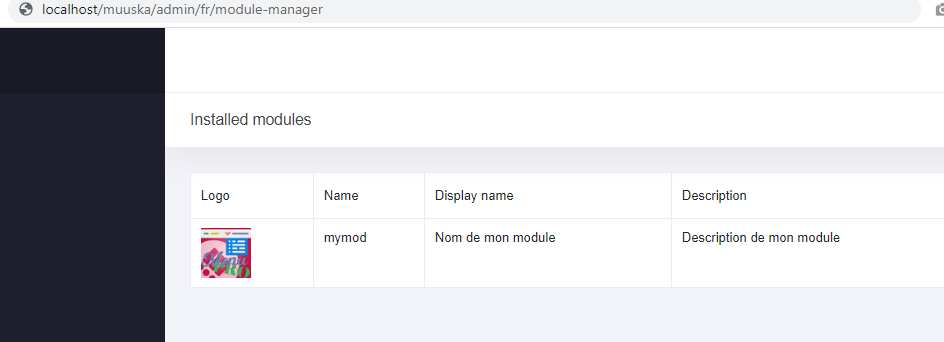 localhost/muuska/admin/fr/module-manager
Installed modules
Logo Name Display name Description
mymod Nom de mon module Description de mon module